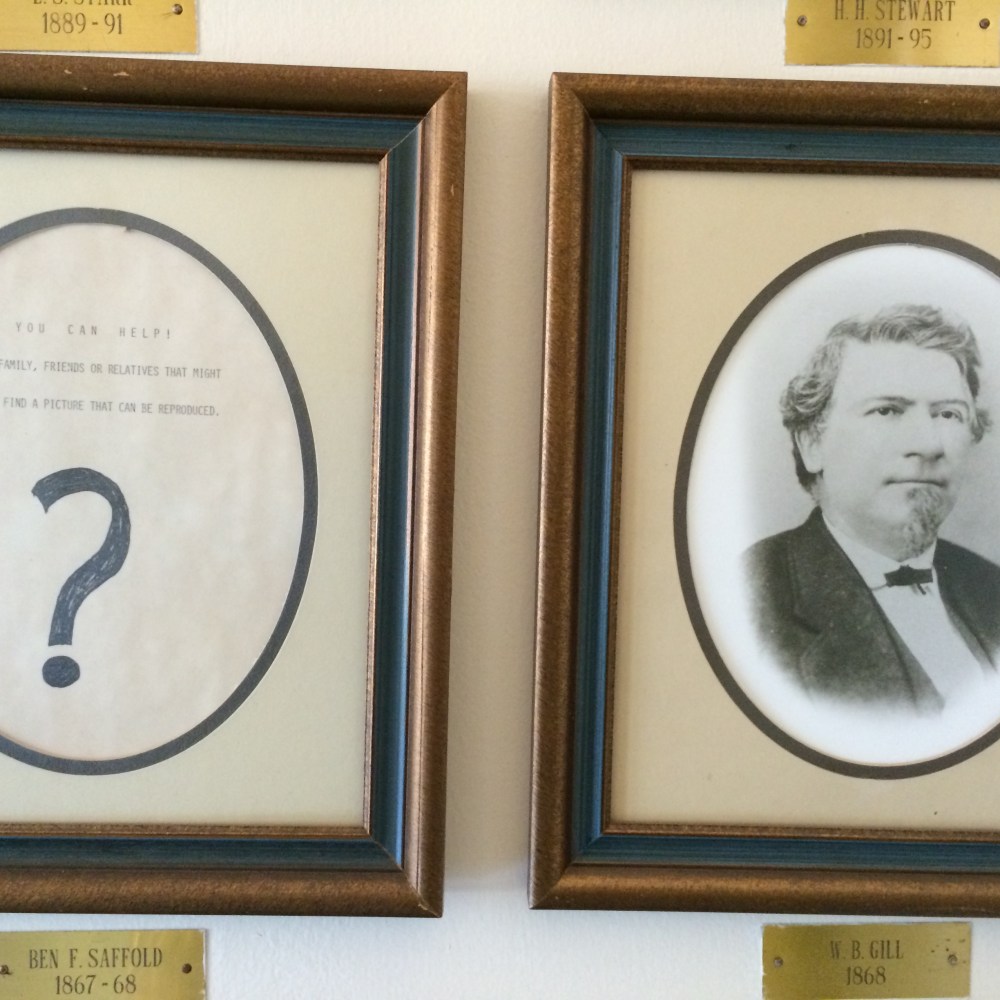 E. S. STARR
1889-91
H. H. STEWART
1891-95
YOU CAN HELP!
FAMILY, FRIENDS OR RELATIVES THAT MIGHT
FIND A PICTURE THAT CAN BE REPRODUCED.
?
BEN F. SAFFOLD
1867-68
W. B. GILL
1868